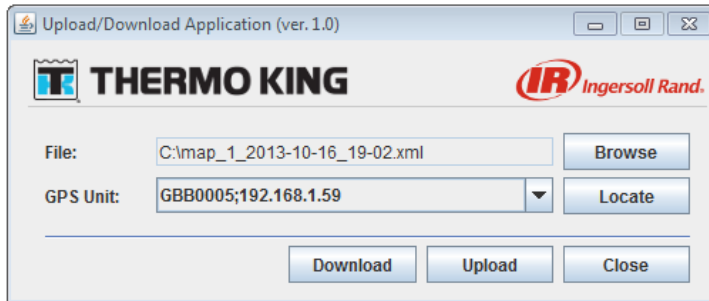 Upload/Download Application (ver. 1.0)
THERMO KING
IR Ingersoll Rand.
File: C:\map_1_2013-10-16_19-02.xml Browse
GPS Unit: GBB0005;192.168.1.59 Locate
Download Upload Close